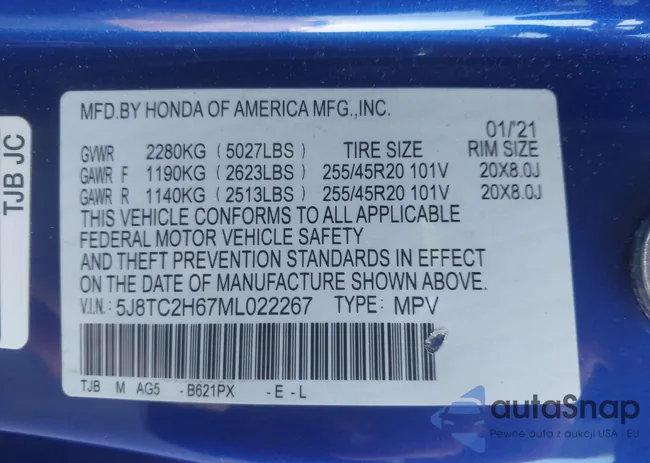 TJB JC
MFD.BY HONDA OF AMERICA MFG.,INC.
01/'21
GVWR 2280KG (5027LBS) TIRE SIZE RIM SIZE
GAWR F 1190KG (2623LBS) 255/45R20 101V 20X8.0J
GAWR R 1140KG (2513LBS) 255/45R20 101V 20X8.0J
THIS VEHICLE CONFORMS TO ALL APPLICABLE
FEDERAL MOTOR VEHICLE SAFETY
AND THEFT PREVENTION STANDARDS IN EFFECT
ON THE DATE OF MANUFACTURE SHOWN ABOVE.
V.I.N.: 5J8TC2H67ML022267 TYPE: MPV
TJB M AG5 -B621PX -E-L
autaSnap
Pewne auta z aukcji USA - EU